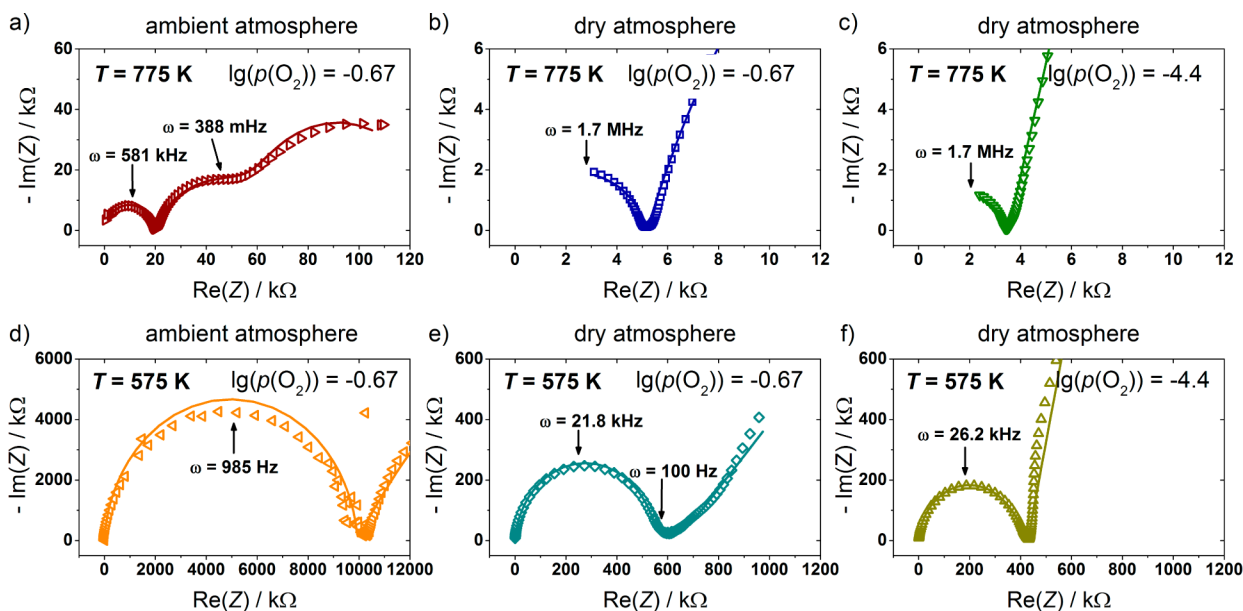 a) ambient atmosphere
T = 775 K lg(p(O₂)) = -0.67
ω = 388 mHz
ω = 581 kHz
- Im(Z) / kΩ
60
40
20
0
0 20 40 60 80 100 120
Re(Z) / kΩ
b) dry atmosphere
T = 775 K lg(p(O₂)) = -0.67
ω = 1.7 MHz
- Im(Z) / kΩ
6
4
2
0
0 2 4 6 8 10 12
Re(Z) / kΩ
c) dry atmosphere
T = 775 K lg(p(O₂)) = -4.4
ω = 1.7 MHz
- Im(Z) / kΩ
6
4
2
0
0 2 4 6 8 10 12
Re(Z) / kΩ
d) ambient atmosphere
T = 575 K lg(p(O₂)) = -0.67
ω = 985 Hz
- Im(Z) / kΩ
6000
4000
2000
0
0 2000 4000 6000 8000 10000 12000
Re(Z) / kΩ
e) dry atmosphere
T = 575 K lg(p(O₂)) = -0.67
ω = 21.8 kHz
ω = 100 Hz
- Im(Z) / kΩ
600
400
200
0
0 200 400 600 800 1000 1200
Re(Z) / kΩ
f) dry atmosphere
T = 575 K lg(p(O₂)) = -4.4
ω = 26.2 kHz
- Im(Z) / kΩ
600
400
200
0
0 200 400 600 800 1000 1200
Re(Z) / kΩ